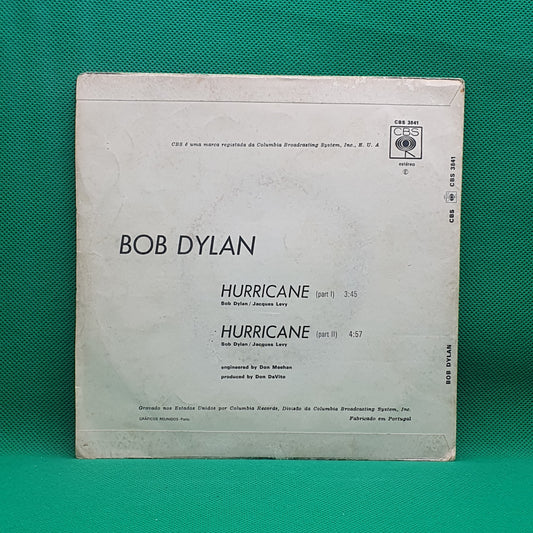 CBS 3841
CBS
estéreo
Ⓟ
CBS é uma marca registada da Columbia Broadcasting System, Inc., E. U. A
CBS CBS 3841
BOB DYLAN
HURRICANE (part I) 3:45
Bob Dylan / Jacques Levy
HURRICANE (part II) 4:57
Bob Dylan / Jacques Levy
engineered by Don Meehan
produced by Don DeVito
BOB DYLAN
Gravado nos Estados Unidos por Columbia Records, Divisão da Columbia Broadcasting System, Inc.
GRÁFICOS REUNIDOS-Porto
Fabricado em Portugal